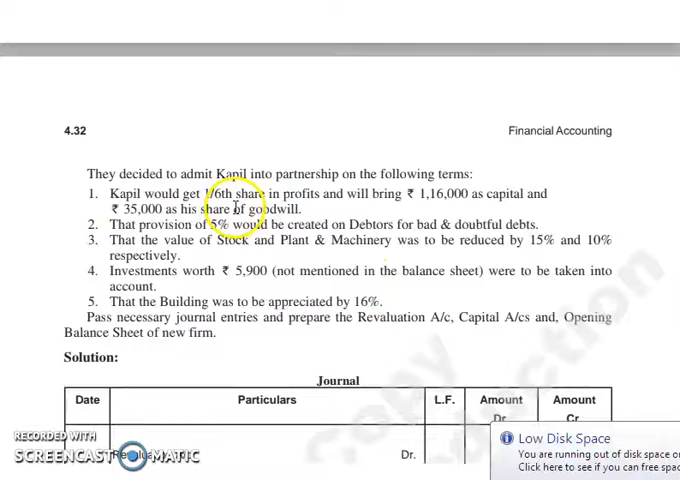 4.32 Financial Accounting
They decided to admit Kapil into partnership on the following terms:
1. Kapil would get 1/6th share in profits and will bring ₹ 1,16,000 as capital and
₹ 35,000 as his share of goodwill.
2. That provision of 5% would be created on Debtors for bad & doubtful debts.
3. That the value of Stock and Plant & Machinery was to be reduced by 15% and 10%
respectively.
4. Investments worth ₹ 5,900 (not mentioned in the balance sheet) were to be taken into
account.
5. That the Building was to be appreciated by 16%.
Pass necessary journal entries and prepare the Revaluation A/c, Capital A/cs and, Opening
Balance Sheet of new firm.
Solution:
Journal
Date Particulars L.F. Amount Amount
Dr. Cr.
Dr.
RECORDED WITH
SCREENCAST MATIC
Low Disk Space
You are running out of disk space o
Click here to see if you can free spac
Copy